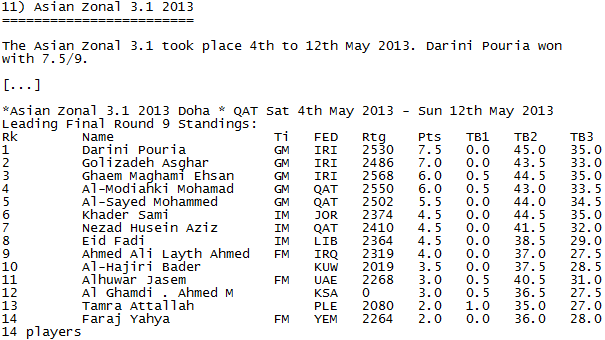 11) Asian Zonal 3.1 2013
========================
The Asian Zonal 3.1 took place 4th to 12th May 2013. Darini Pouria won
with 7.5/9.
[...]
*Asian Zonal 3.1 2013 Doha * QAT Sat 4th May 2013 - Sun 12th May 2013
Leading Final Round 9 Standings:
Rk Name Ti FED Rtg Pts TB1 TB2 TB3
1 Darini Pouria GM IRI 2530 7.5 0.0 45.0 35.0
2 Golizadeh Asghar GM IRI 2486 7.0 0.0 43.5 33.0
3 Ghaem Maghami Ehsan GM IRI 2568 6.0 0.5 44.5 35.0
4 Al-Modiahki Mohamad GM QAT 2550 6.0 0.5 43.0 33.5
5 Al-Sayed Mohammed GM QAT 2502 5.5 0.0 44.0 34.5
6 Khader Sami IM JOR 2374 4.5 0.0 44.5 35.0
7 Nezad Husein Aziz IM QAT 2410 4.5 0.0 41.5 32.0
8 Eid Fadi IM LIB 2364 4.5 0.0 38.5 29.0
9 Ahmed Ali Layth Ahmed FM IRQ 2319 4.0 0.0 37.0 27.5
10 Al-Hajiri Bader KUW 2019 3.5 0.0 37.5 28.5
11 Alhuwar Jasem FM UAE 2268 3.0 0.5 40.5 31.0
12 Al Ghamdi . Ahmed M KSA 0 3.0 0.5 36.5 27.5
13 Tamra Attallah PLE 2080 2.0 1.0 35.0 27.0
14 Faraj Yahya FM YEM 2264 2.0 0.0 36.0 28.0
14 players